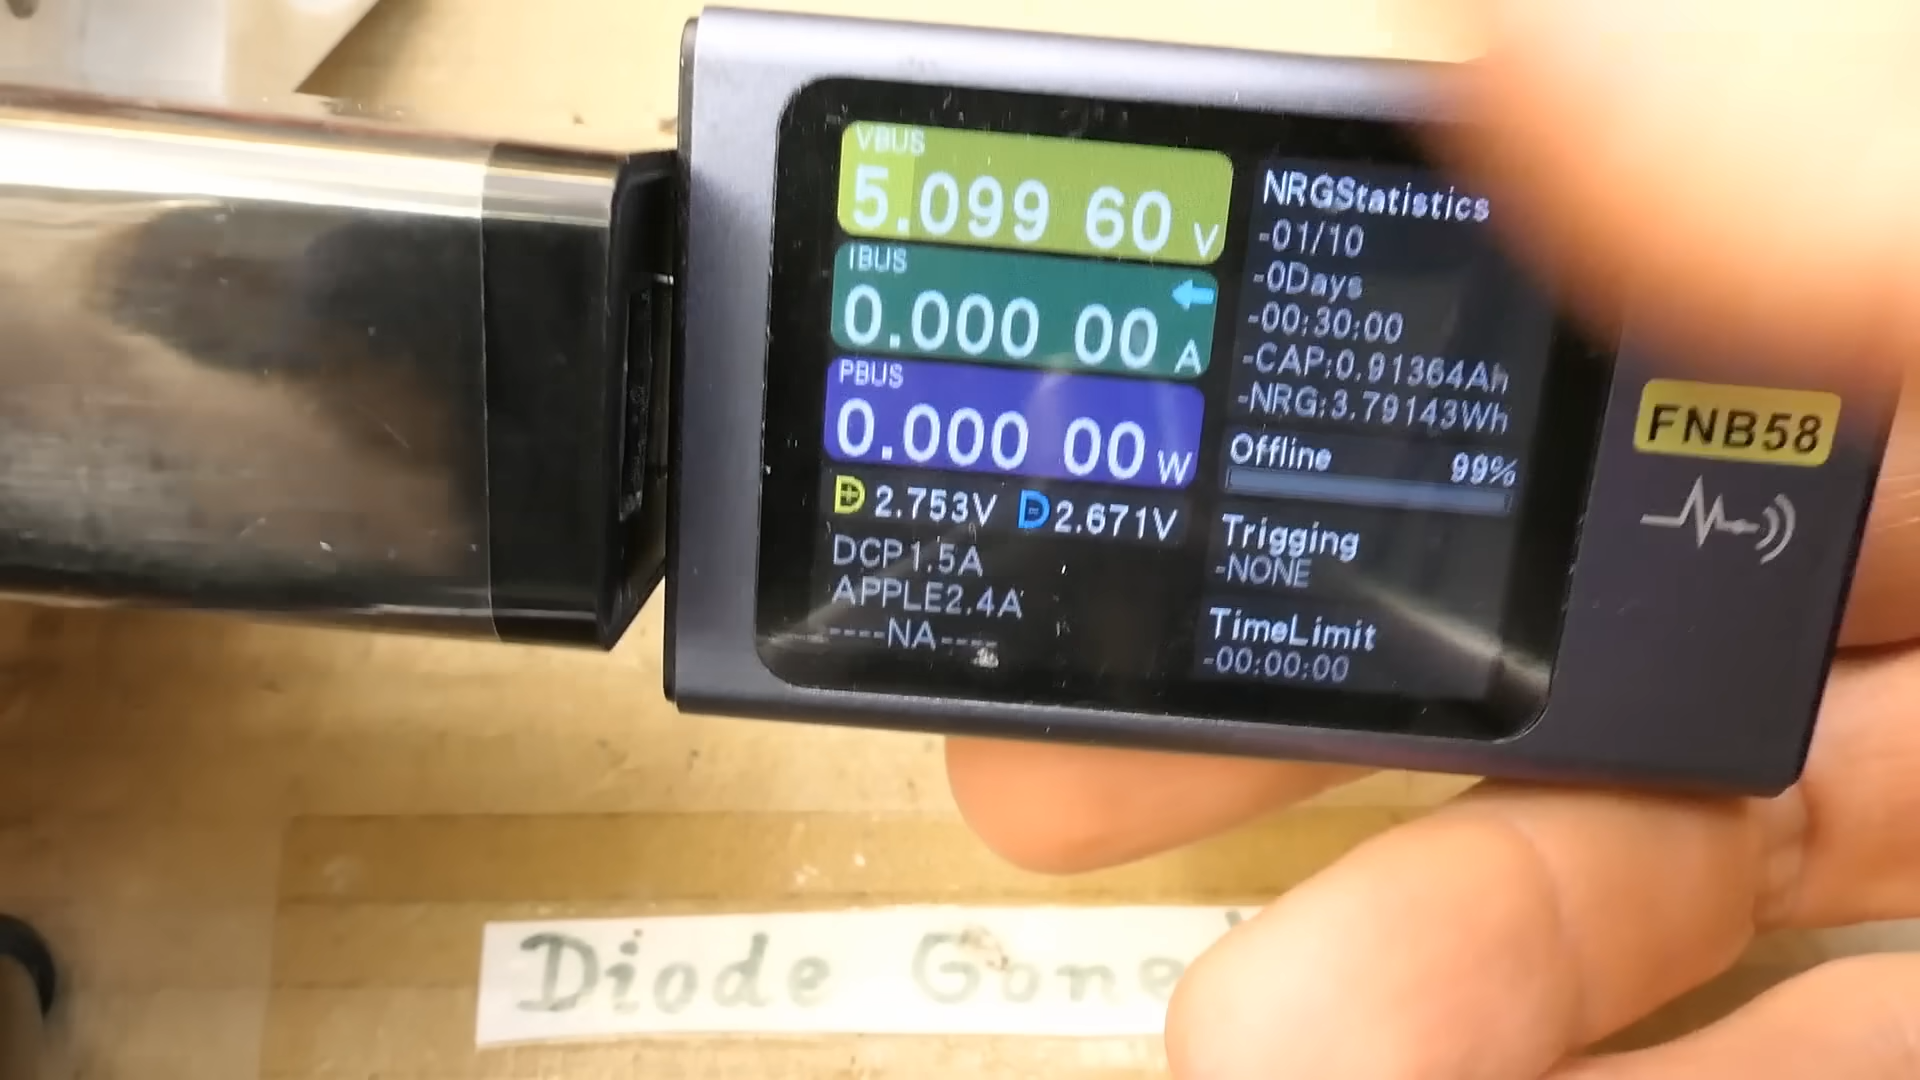 VBUS
5.099 60 V
IBUS
0.000 00 A
PBUS
0.000 00 W
D+ 2.753V D- 2.671V
DCP1.5A
APPLE2.4A
----NA----
NRGStatistics
-01/10
-0Days
-00:30:00
-CAP:0.91364Ah
-NRG:3.79143Wh
Offline 99%
Trigging
-NONE
TimeLimit
-00:00:00
FNB58
Diode Gone